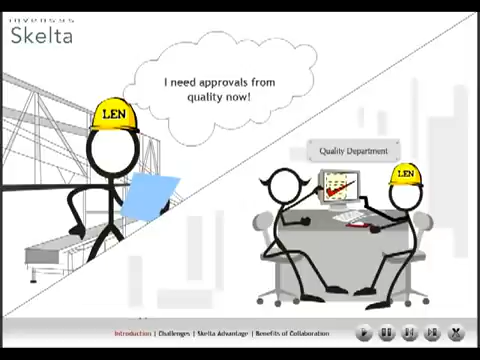 Skelta
I need approvals from
quality now!
LEN
Quality Department
LEN
Introduction | Challenges | Skelta Advantage | Benefits of Collaboration